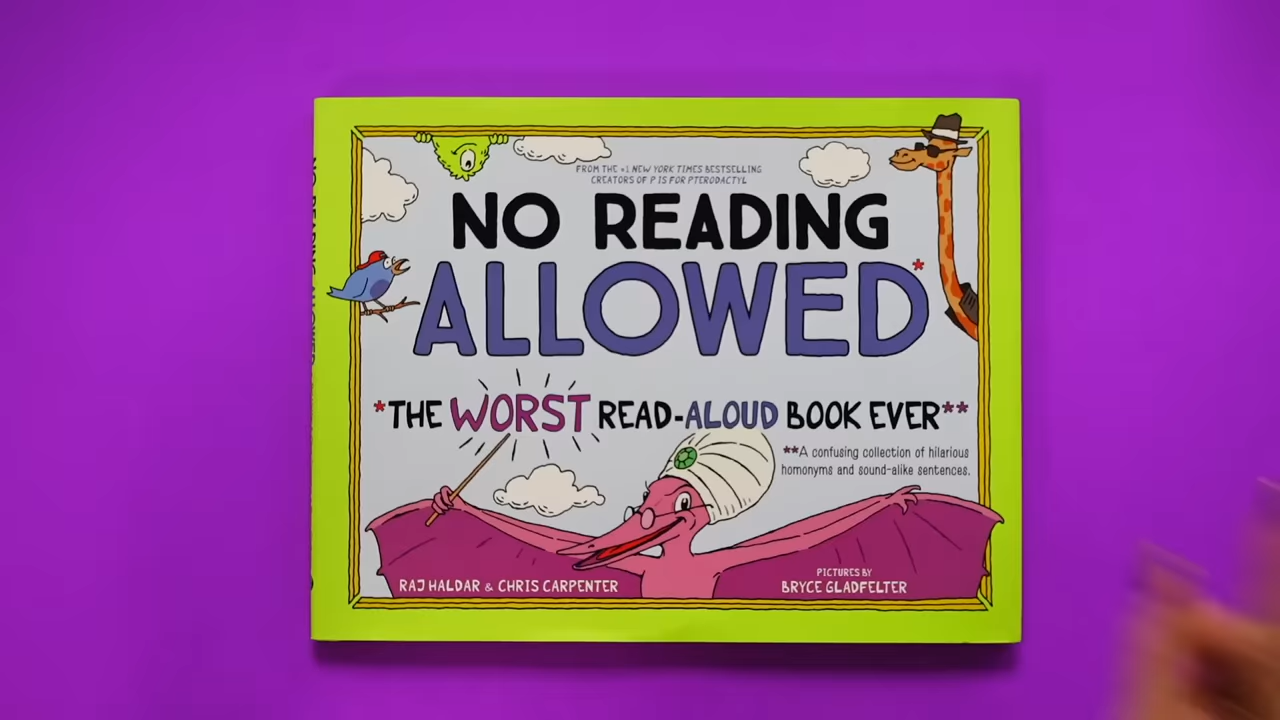 FROM THE #1 NEW YORK TIMES BESTSELLING
CREATORS OF P IS FOR PTERODACTYL
NO READING
ALLOWED*
*THE WORST READ-ALOUD BOOK EVER**
**A confusing collection of hilarious
homonyms and sound-alike sentences.
RAJ HALDAR & CHRIS CARPENTER
PICTURES BY
BRYCE GLADFELTER